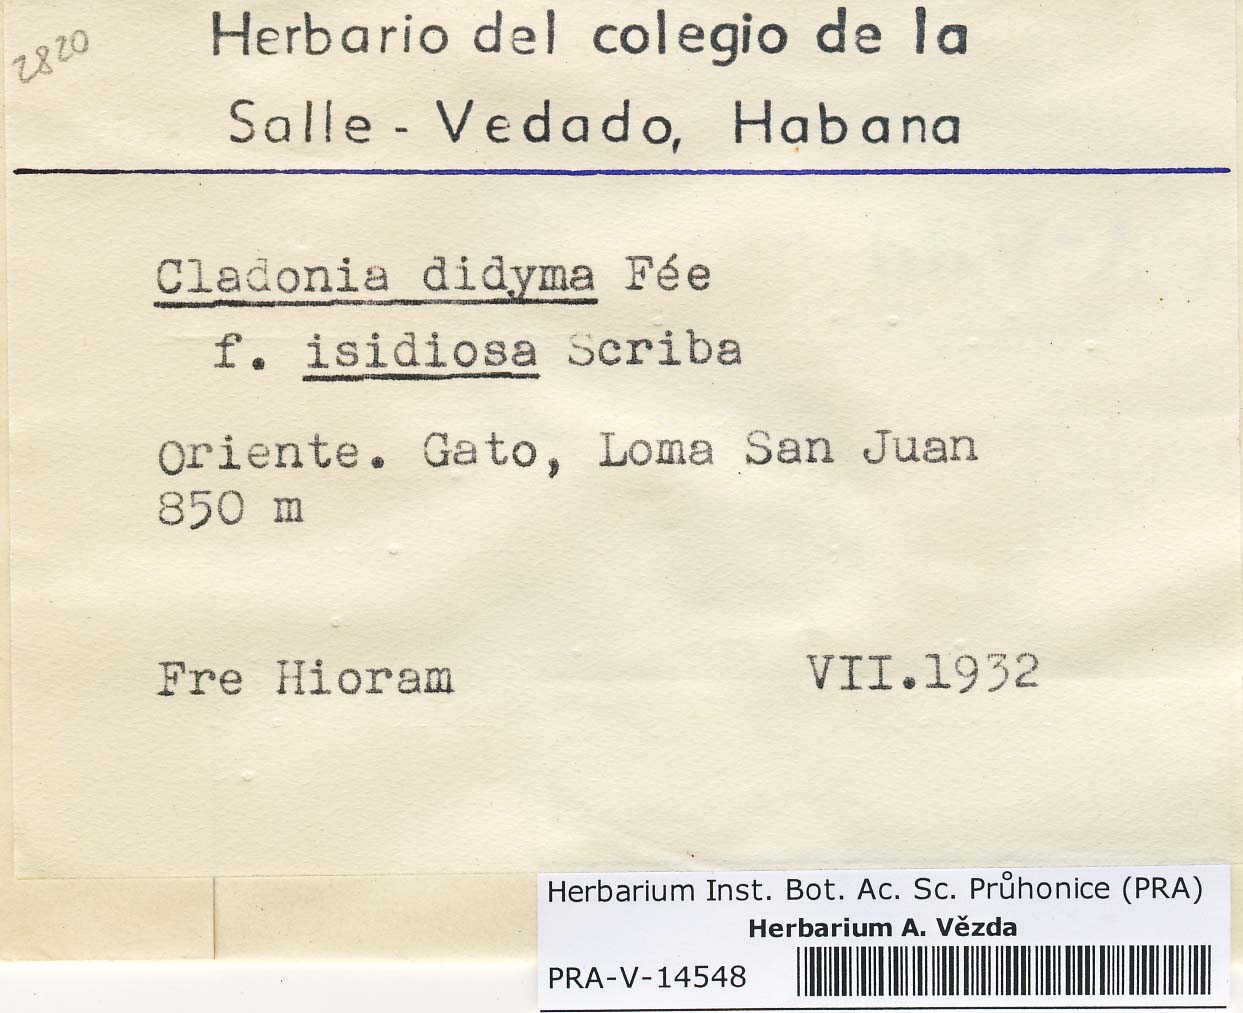 2820
Herbario del colegio de la
Salle - Vedado, Habana
Cladonia didyma Fée
f. isidiosa Scriba
Oriente. Gato, Loma San Juan
850 m
Fre Hioram
VII.1932
Herbarium Inst. Bot. Ac. Sc. Průhonice (PRA)
Herbarium A. Vězda
PRA-V-14548